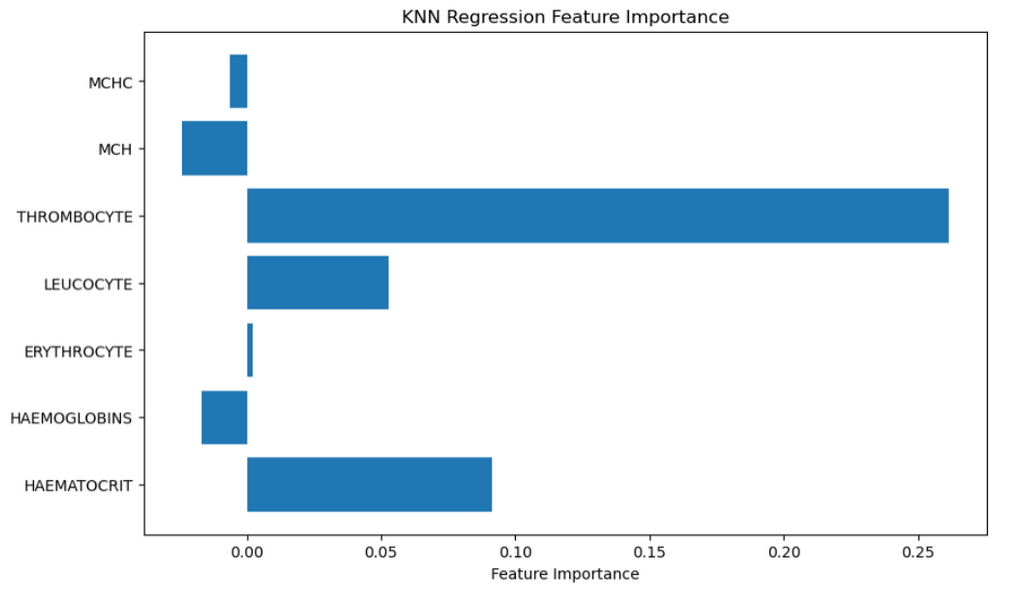 KNN Regression Feature Importance
MCHC
MCH
THROMBOCYTE
LEUCOCYTE
ERYTHROCYTE
HAEMOGLOBINS
HAEMATOCRIT
0.00 0.05 0.10 0.15 0.20 0.25
Feature Importance